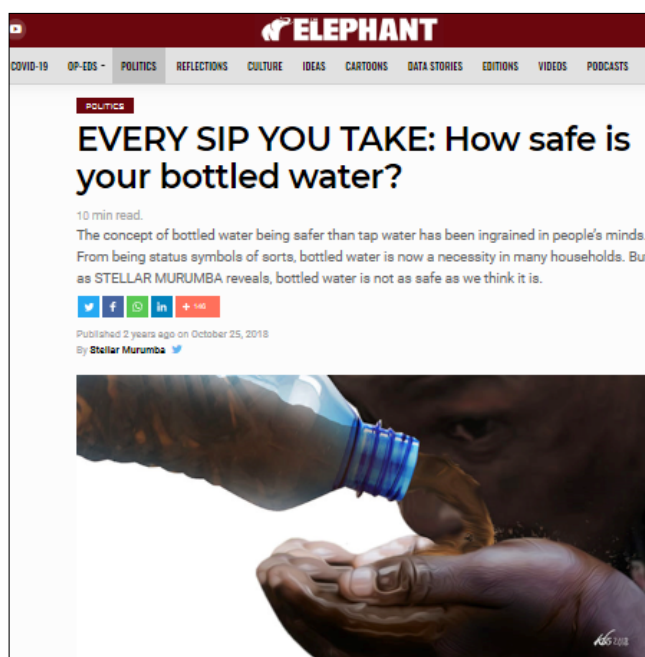 ELEPHANT
COVID-19 OP-EDS POLITICS REFLECTIONS CULTURE IDEAS CARTOONS DATA STORIES EDITIONS VIDEOS PODCASTS
POLITICS
EVERY SIP YOU TAKE: How safe is
your bottled water?
10 min read.
The concept of bottled water being safer than tap water has been ingrained in people's minds.
From being status symbols of sorts, bottled water is now a necessity in many households. Bu
as STELLAR MURUMBA reveals, bottled water is not as safe as we think it is.
in +
Published 2 years ago on October 25, 2018
By Stellar Murumba